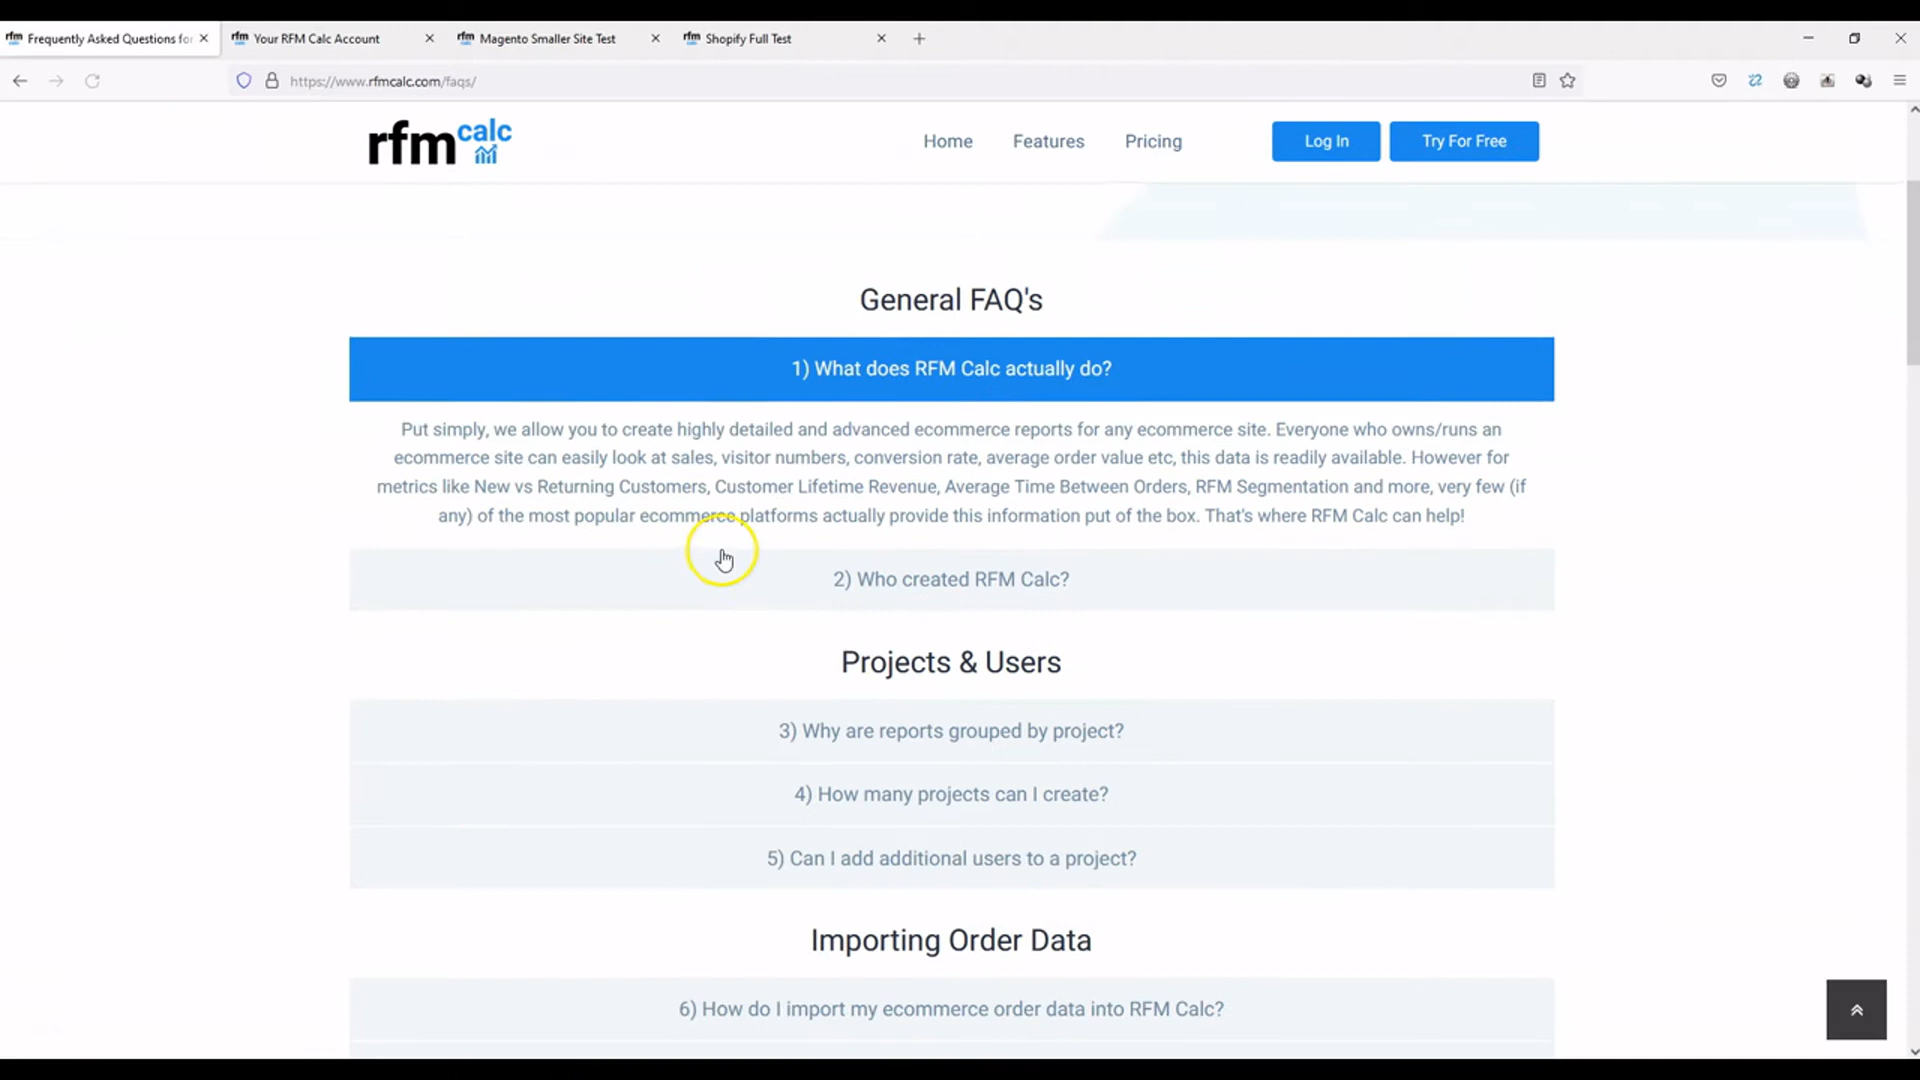 rfm calc Frequently Asked Questions for
rfm calc Your RFM Calc Account
rfm calc Magento Smaller Site Test
rfm calc Shopify Full Test
https://www.rfmcalc.com/faqs/
rfm calc
Home
Features
Pricing
Log In
Try For Free
General FAQ's
1) What does RFM Calc actually do?
Put simply, we allow you to create highly detailed and advanced ecommerce reports for any ecommerce site. Everyone who owns/runs an
ecommerce site can easily look at sales, visitor numbers, conversion rate, average order value etc, this data is readily available. However for
metrics like New vs Returning Customers, Customer Lifetime Revenue, Average Time Between Orders, RFM Segmentation and more, very few (if
any) of the most popular ecommerce platforms actually provide this information put of the box. That's where RFM Calc can help!
2) Who created RFM Calc?
Projects & Users
3) Why are reports grouped by project?
4) How many projects can I create?
5) Can I add additional users to a project?
Importing Order Data
6) How do I import my ecommerce order data into RFM Calc?